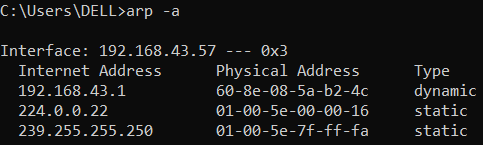 C:\Users\DELL>arp -a
Interface: 192.168.43.57 --- 0x3
Internet Address Physical Address Type
192.168.43.1 60-8e-08-5a-b2-4c dynamic
224.0.0.22 01-00-5e-00-00-16 static
239.255.255.250 01-00-5e-7f-ff-fa static